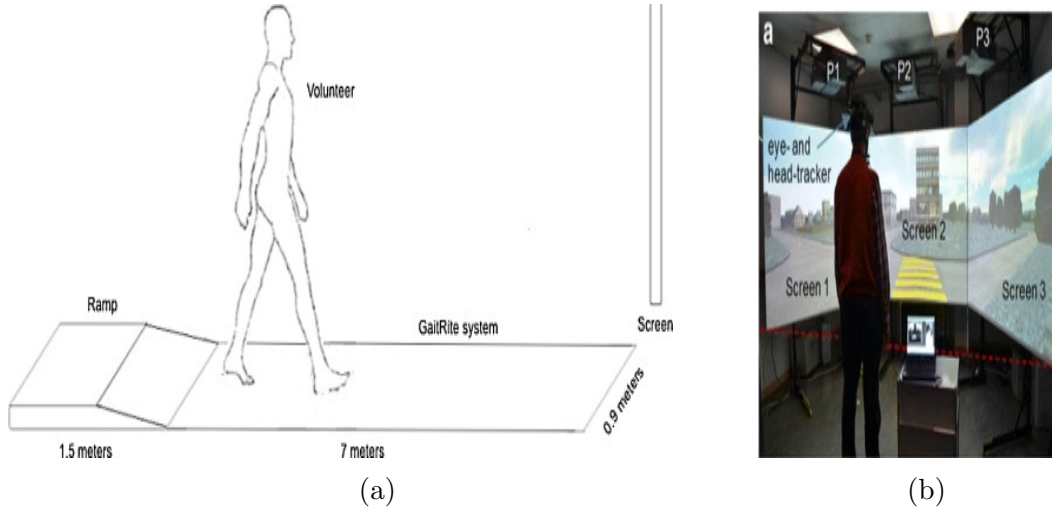 Volunteer
Ramp
GaitRite system
Screen
1.5 meters
7 meters
0.9 meters
(a)
a
P1
P2
P3
eye- and
head-tracker
Screen 1
Screen 2
Screen 3
(b)